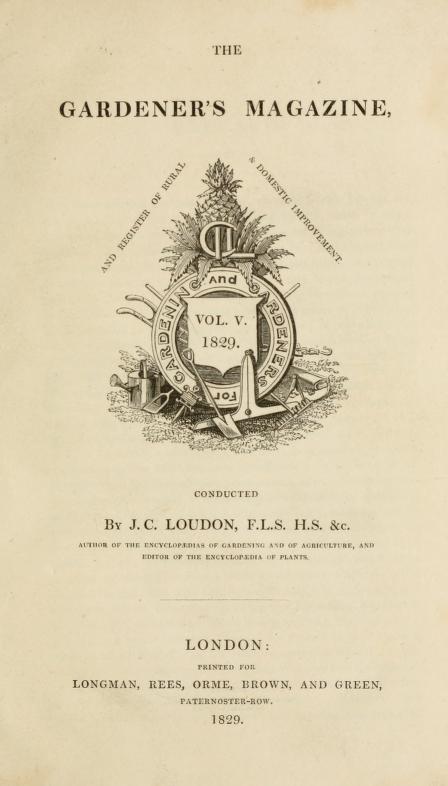 THE
GARDENER'S MAGAZINE,
AND REGISTER OF RURAL
& DOMESTIC IMPROVEMENT.
For GARDENING And GARDENERS
VOL. V.
1829.
CONDUCTED
By J. C. LOUDON, F.L.S. H.S. &c.
AUTHOR OF THE ENCYCLOPÆDIAS OF GARDENING AND OF AGRICULTURE, AND
EDITOR OF THE ENCYCLOPÆDIA OF PLANTS.
LONDON:
PRINTED FOR
LONGMAN, REES, ORME, BROWN, AND GREEN,
PATERNOSTER-ROW.
1829.